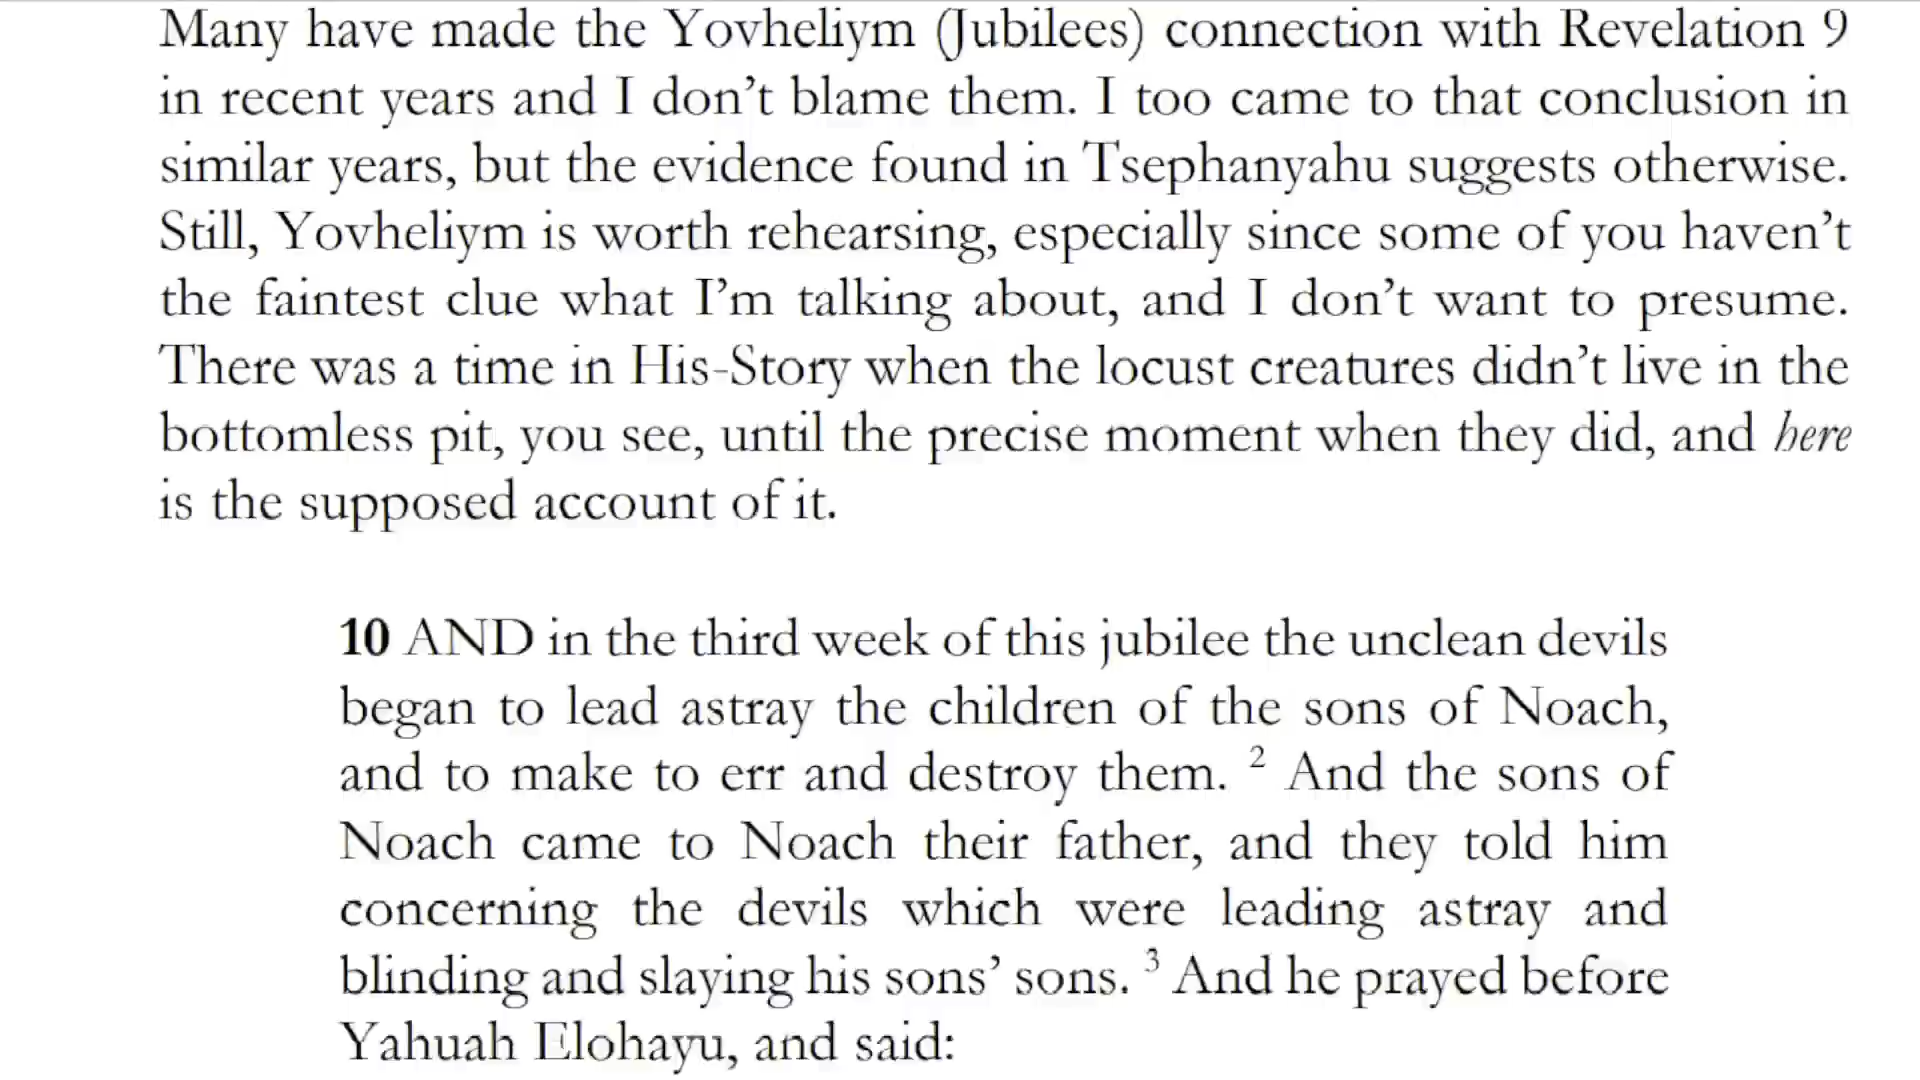 Many have made the Yovheliym (Jubilees) connection with Revelation 9
in recent years and I don’t blame them. I too came to that conclusion in
similar years, but the evidence found in Tsephanyahu suggests otherwise.
Still, Yovheliym is worth rehearsing, especially since some of you haven’t
the faintest clue what I’m talking about, and I don’t want to presume.
There was a time in His-Story when the locust creatures didn’t live in the
bottomless pit, you see, until the precise moment when they did, and here
is the supposed account of it.
10 AND in the third week of this jubilee the unclean devils
began to lead astray the children of the sons of Noach,
and to make to err and destroy them. 2 And the sons of
Noach came to Noach their father, and they told him
concerning the devils which were leading astray and
blinding and slaying his sons’ sons. 3 And he prayed before
Yahuah Elohayu, and said: